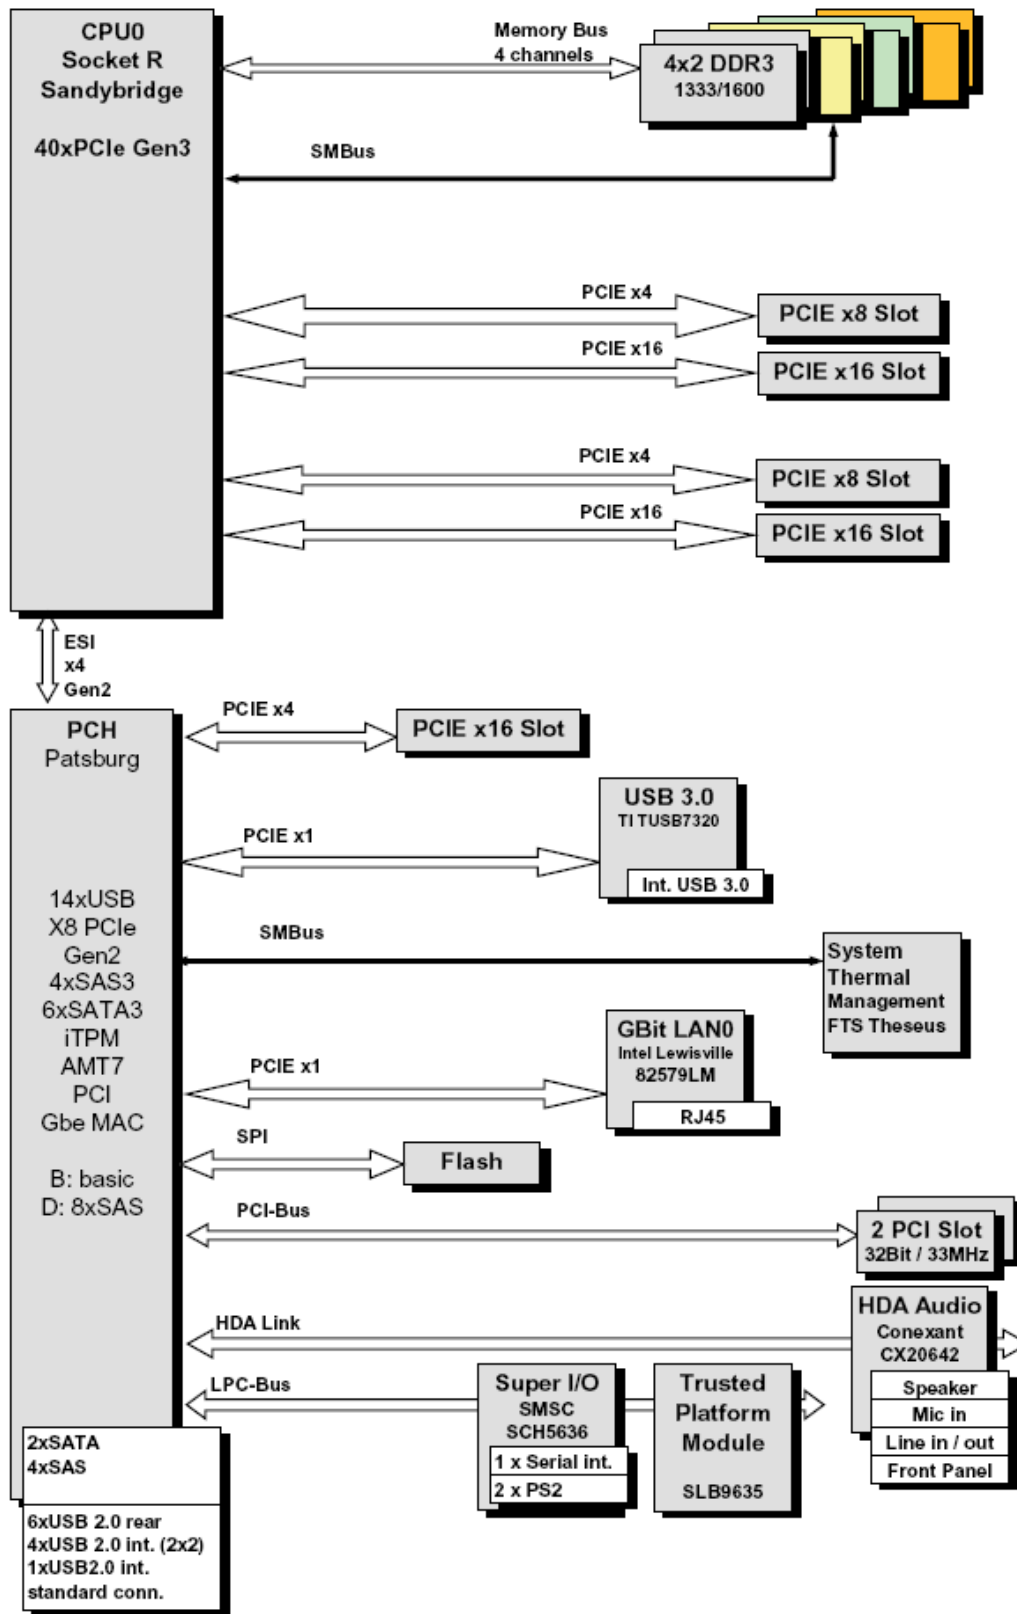 CPU0
Socket R
Sandybridge
40xPCIe Gen3
Memory Bus
4 channels
4x2 DDR3
1333/1600
SMBus
PCIE x4
PCIE x8 Slot
PCIE x16
PCIE x16 Slot
PCIE x4
PCIE x8 Slot
PCIE x16
PCIE x16 Slot
ESI
x4
Gen2
PCH
Patsburg
14xUSB
X8 PCIe
Gen2
4xSAS3
6xSATA3
iTPM
AMT7
PCI
Gbe MAC
B: basic
D: 8xSAS
2xSATA
4xSAS
6xUSB 2.0 rear
4xUSB 2.0 int. (2x2)
1xUSB2.0 int.
standard conn.
PCIE x4
PCIE x16 Slot
PCIE x1
USB 3.0
TI TUSB7320
Int. USB 3.0
SMBus
System
Thermal
Management
FTS Theseus
PCIE x1
GBit LAN0
Intel Lewisville
82579LM
RJ45
SPI
Flash
PCI-Bus
2 PCI Slot
32Bit / 33MHz
HDA Link
HDA Audio
Conexant
CX20642
Speaker
Mic in
Line in / out
Front Panel
LPC-Bus
Super I/O
SMSC
SCH5636
1 x Serial int.
2 x PS2
Trusted
Platform
Module
SLB9635